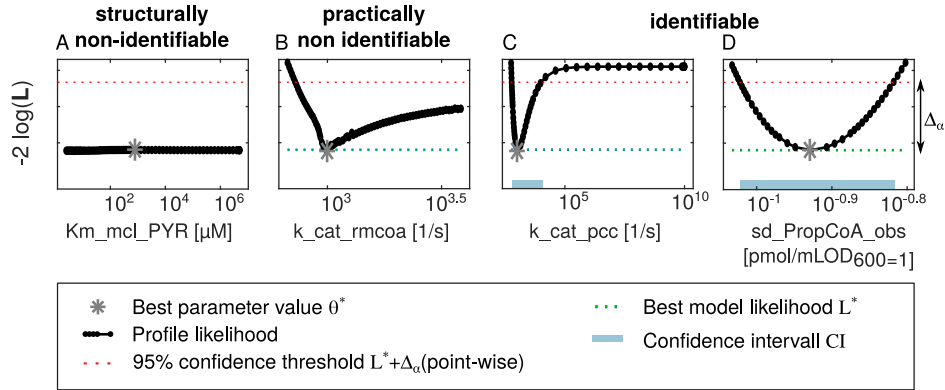 structurally
non-identifiable
practically
non identifiable
identifiable
A
B
C
D
-2 log(L)
Δα
10^2 10^4 10^6
10^3 10^3.5
10^5 10^10
10^-1 10^-0.9 10^-0.8
Km_mcl_PYR [µM]
k_cat_rmcoa [1/s]
k_cat_pcc [1/s]
sd_PropCoA_obs
[pmol/mLOD600=1]
Best parameter value θ*
Profile likelihood
95% confidence threshold L*+Δα(point-wise)
Best model likelihood L*
Confidence intervall CI